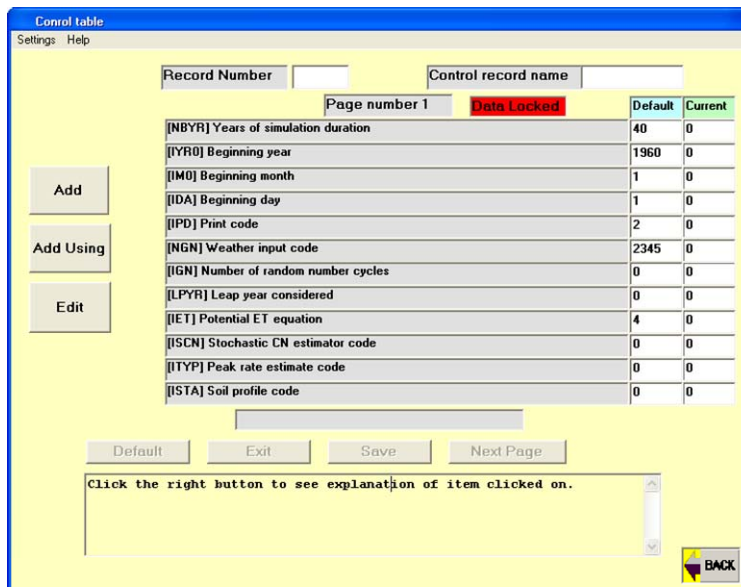 Conrol table
Settings Help
Record Number Control record name
Page number 1 Data Locked Default Current
[NBYR] Years of simulation duration 40 0
[IYR0] Beginning year 1960 0
[IM0] Beginning month 1 0
[IDA] Beginning day 1 0
[IPD] Print code 2 0
[NGN] Weather input code 2345 0
[IGN] Number of random number cycles 0 0
[LPYR] Leap year considered 0 0
[IET] Potential ET equation 4 0
[ISCN] Stochastic CN estimator code 0 0
[ITYP] Peak rate estimate code 0 0
[ISTA] Soil profile code 0 0
Add
Add Using
Edit
Default Exit Save Next Page
Click the right button to see explanation of item clicked on.
BACK